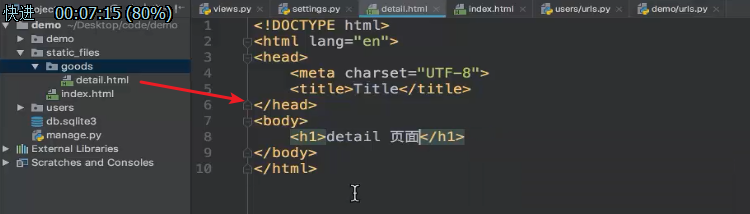 快进 00:07:15 (80%)
views.py settings.py detail.html index.html users/urls.py demo/urls.py
demo ~/Desktop/code/demo
demo
static_files
goods
detail.html
index.html
users
db.sqlite3
manage.py
External Libraries
Scratches and Consoles
1 <!DOCTYPE html>
2 <html lang="en">
3 <head>
4 <meta charset="UTF-8">
5 <title>Title</title>
6 </head>
7 <body>
8 <h1>detail 页面</h1>
9 </body>
10 </html>